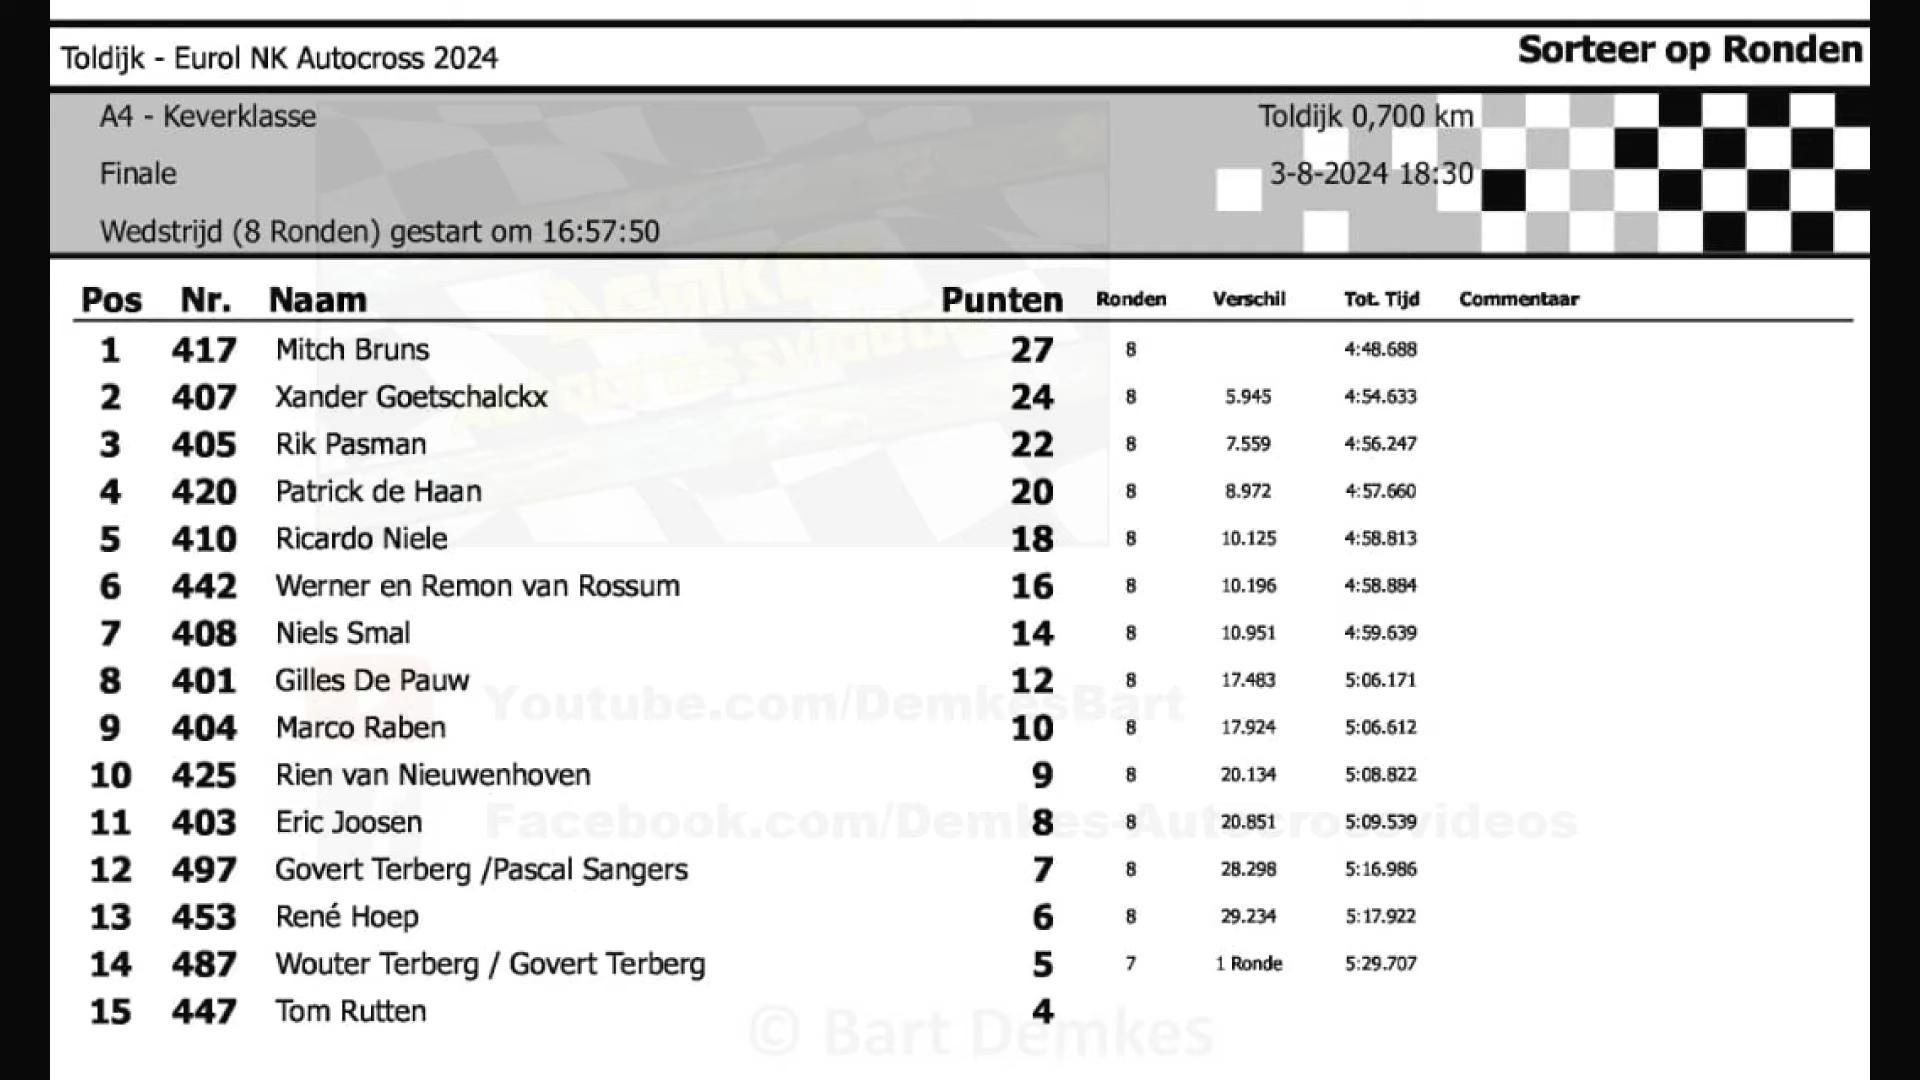 Toldijk - Eurol NK Autocross 2024 Sorteer op Ronden
A4 - Keverklasse Toldijk 0,700 km
Finale 3-8-2024 18:30
Wedstrijd (8 Ronden) gestart om 16:57:50
Pos Nr. Naam Punten Ronden Verschil Tot. Tijd Commentaar
1 417 Mitch Bruns 27 8 4:48.688
2 407 Xander Goetschalckx 24 8 5.945 4:54.633
3 405 Rik Pasman 22 8 7.559 4:56.247
4 420 Patrick de Haan 20 8 8.972 4:57.660
5 410 Ricardo Niele 18 8 10.125 4:58.813
6 442 Werner en Remon van Rossum 16 8 10.196 4:58.884
7 408 Niels Smal 14 8 10.951 4:59.639
8 401 Gilles De Pauw 12 8 17.483 5:06.171
Youtube.com/DemkesBart
9 404 Marco Raben 10 8 17.924 5:06.612
10 425 Rien van Nieuwenhoven 9 8 20.134 5:08.822
11 403 Eric Joosen 8 8 20.851 5:09.539
Facebook.com/Demkes-Autocrossvideos
12 497 Govert Terberg /Pascal Sangers 7 8 28.298 5:16.986
13 453 René Hoep 6 8 29.234 5:17.922
14 487 Wouter Terberg / Govert Terberg 5 7 1 Ronde 5:29.707
15 447 Tom Rutten 4
© Bart Demkes